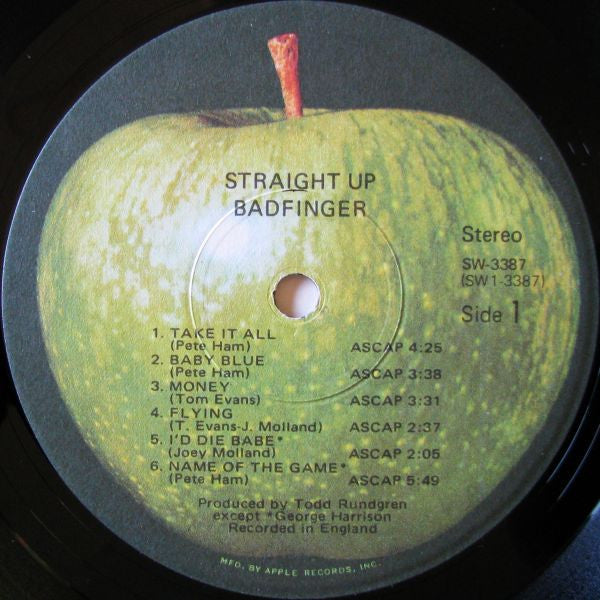 STRAIGHT UP
BADFINGER
Stereo
SW-3387
(SW1-3387)
Side 1
1. TAKE IT ALL
(Pete Ham) ASCAP 4:25
2. BABY BLUE
(Pete Ham) ASCAP 3:38
3. MONEY
(Tom Evans) ASCAP 3:31
4. FLYING
(T. Evans-J. Molland) ASCAP 2:37
5. I'D DIE BABE*
(Joey Molland) ASCAP 2:05
6. NAME OF THE GAME*
(Pete Ham) ASCAP 5:49
Produced by Todd Rundgren
except *George Harrison
Recorded in England
MFD. BY APPLE RECORDS, INC.